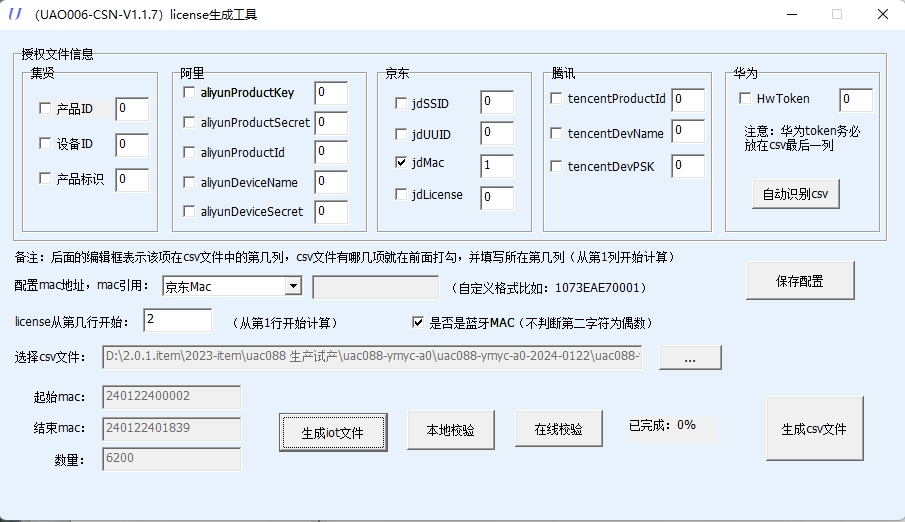 （UAO006-CSN-V1.1.7）license生成工具
授权文件信息
集贤
产品ID 0
设备ID 0
产品标识 0
阿里
aliyunProductKey 0
aliyunProductSecret 0
aliyunProductId 0
aliyunDeviceName 0
aliyunDeviceSecret 0
京东
jdSSID 0
jdUUID 0
jdMac 1
jdLicense 0
腾讯
tencentProductId 0
tencentDevName 0
tencentDevPSK 0
华为
HwToken 0
注意：华为token务必
放在csv最后一列
自动识别csv
备注：后面的编辑框表示该项在csv文件中的第几列，csv文件有哪几项就在前面打勾，并填写所在第几列（从第1列开始计算）
配置mac地址，mac引用： 京东Mac （自定义格式比如：1073EAE70001） 保存配置
license从第几行开始： 2 （从第1行开始计算） 是否是蓝牙MAC（不判断第二字符为偶数）
选择csv文件： D:\2.0.1.item\2023-item\uac088 生产试产\uac088-ymyc-a0\uac088-ymyc-a0-2024-0122\uac088- ...
起始mac： 240122400002
结束mac： 240122401839
数量： 6200
生成iot文件 本地校验 在线校验 已完成：0% 生成csv文件